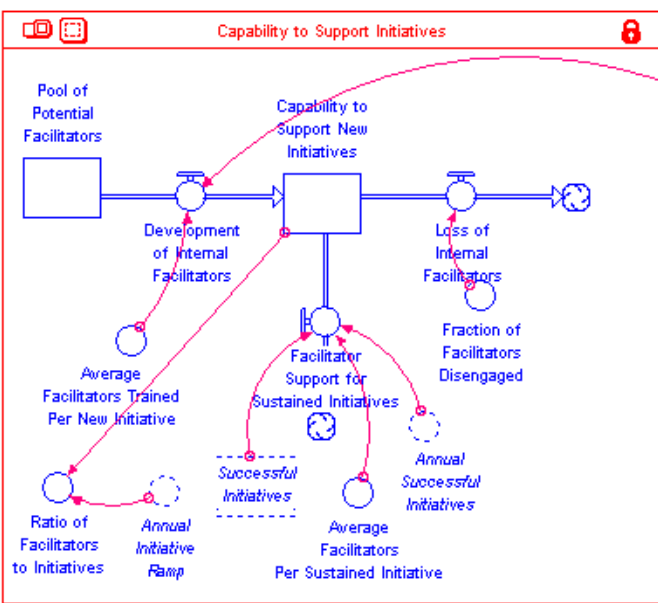 Capability to Support Initiatives
Pool of
Potential
Facilitators
Capability to
Support New
Initiatives
Development
of Internal
Facilitators
Loss of
Internal
Facilitators
Average
Facilitators Trained
Per New Initiative
Fraction of
Facilitators
Disengaged
Facilitator
Support for
Sustained Initiatives
Successful
Initiatives
Annual
Successful
Initiatives
Average
Facilitators
Per Sustained Initiative
Ratio of
Facilitators
to Initiatives
Annual
Initiative
Ramp